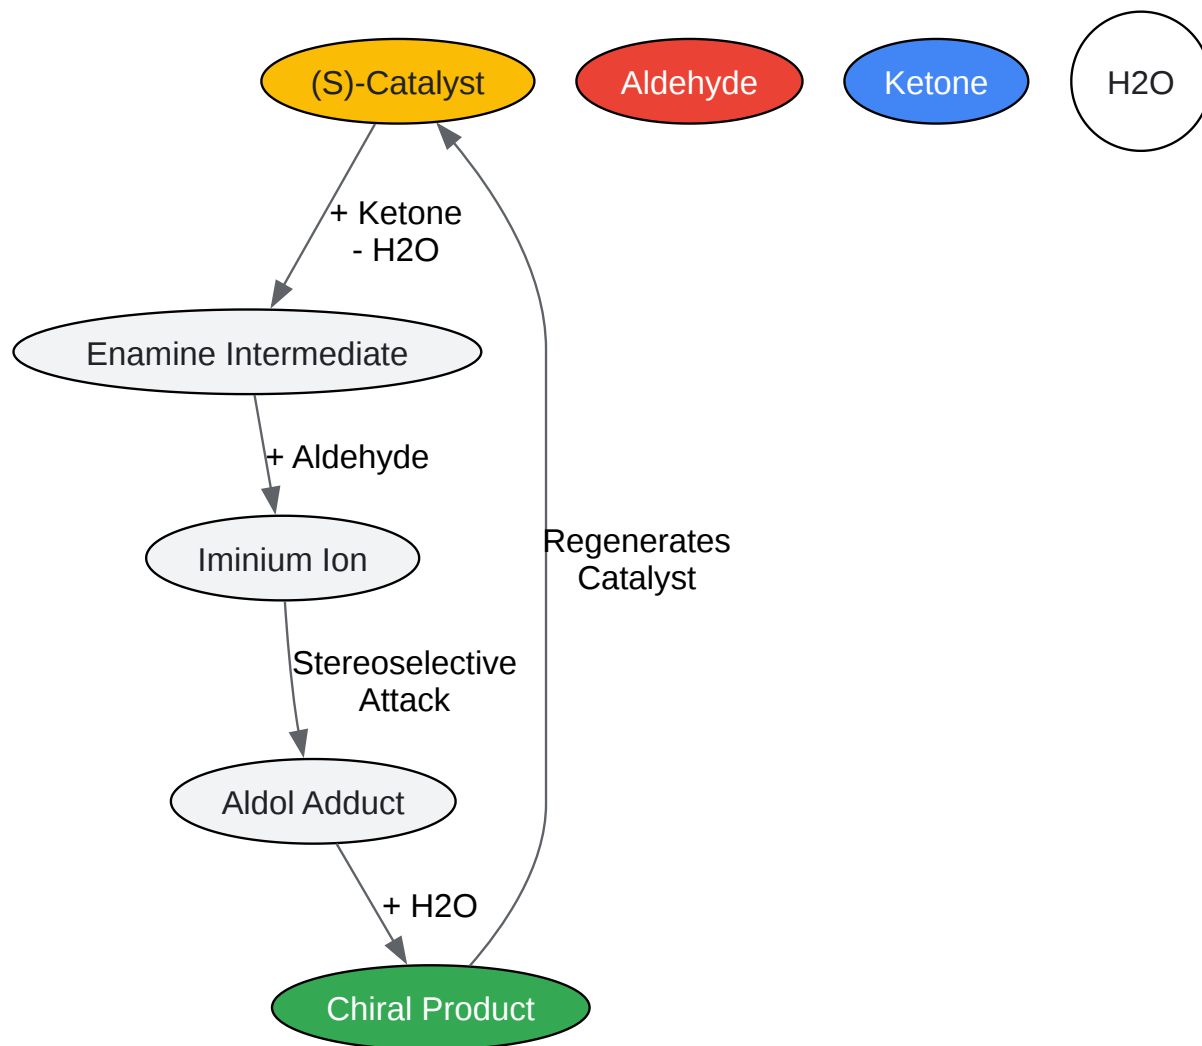 (S)-Catalyst
Aldehyde
Ketone
H2O
+ Ketone
- H2O
Enamine Intermediate
+ Aldehyde
Regenerates
Catalyst
Iminium Ion
Stereoselective
Attack
Aldol Adduct
+ H2O
Chiral Product